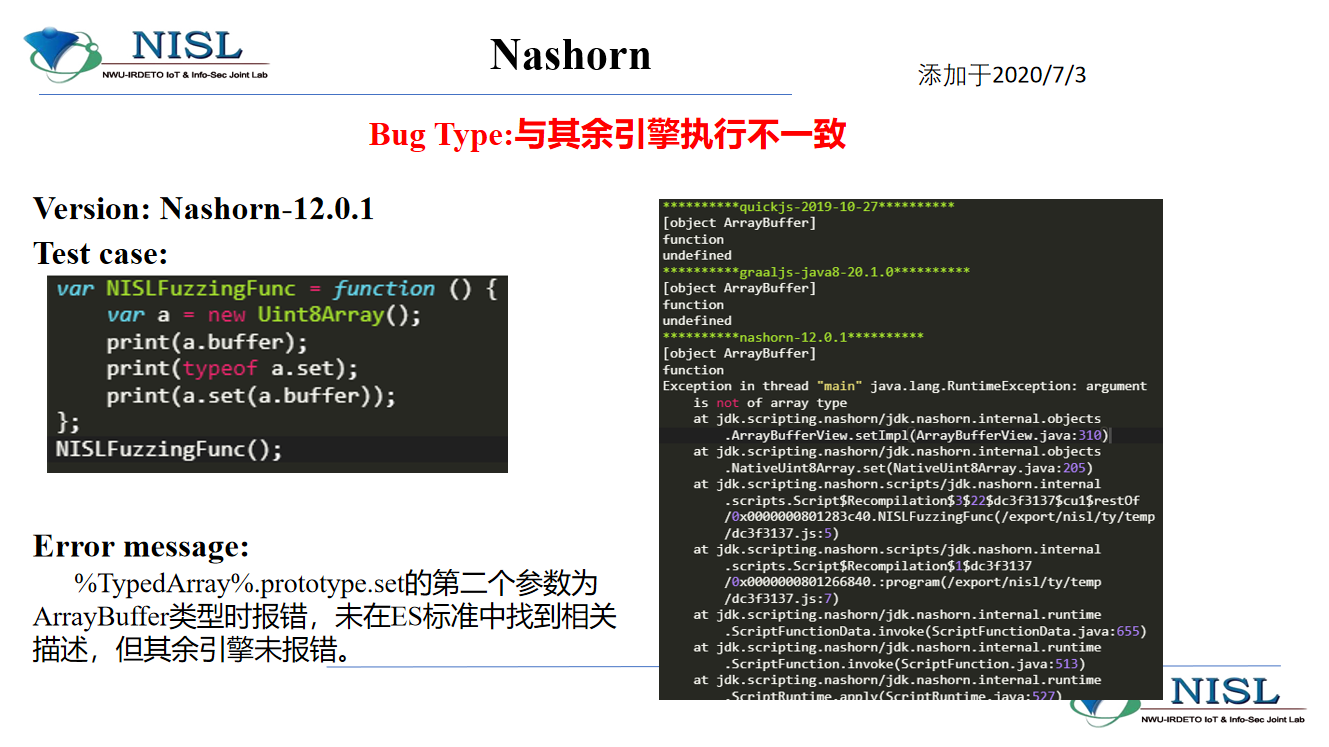 NISL
NWU-IRDETO IoT & Info-Sec Joint Lab
Nashorn
添加于2020/7/3
Bug Type:与其余引擎执行不一致
Version: Nashorn-12.0.1
Test case:
var NISLFuzzingFunc = function () {
var a = new Uint8Array();
print(a.buffer);
print(typeof a.set);
print(a.set(a.buffer));
};
NISLFuzzingFunc();
Error message:
%TypedArray%.prototype.set的第二个参数为
ArrayBuffer类型时报错，未在ES标准中找到相关
描述，但其余引擎未报错。
**********quickjs-2019-10-27**********
[object ArrayBuffer]
function
undefined
**********graaljs-java8-20.1.0**********
[object ArrayBuffer]
function
undefined
**********nashorn-12.0.1**********
[object ArrayBuffer]
function
Exception in thread "main" java.lang.RuntimeException: argument
is not of array type
at jdk.scripting.nashorn/jdk.nashorn.internal.objects
.ArrayBufferView.setImpl(ArrayBufferView.java:310)
at jdk.scripting.nashorn/jdk.nashorn.internal.objects
.NativeUint8Array.set(NativeUint8Array.java:205)
at jdk.scripting.nashorn.scripts/jdk.nashorn.internal
.scripts.Script$Recompilation$3$22$dc3f3137$cu1$restOf
/0x0000000801283c40.NISLFuzzingFunc(/export/nisl/ty/temp
/dc3f3137.js:5)
at jdk.scripting.nashorn.scripts/jdk.nashorn.internal
.scripts.Script$Recompilation$1$dc3f3137
/0x0000000801266840.:program(/export/nisl/ty/temp
/dc3f3137.js:7)
at jdk.scripting.nashorn/jdk.nashorn.internal.runtime
.ScriptFunctionData.invoke(ScriptFunctionData.java:655)
at jdk.scripting.nashorn/jdk.nashorn.internal.runtime
.ScriptFunction.invoke(ScriptFunction.java:513)
at jdk.scripting.nashorn/jdk.nashorn.internal.runtime
.ScriptRuntime.apply(ScriptRuntime.java:527)
NISL
NWU-IRDETO IoT & Info-Sec Joint Lab